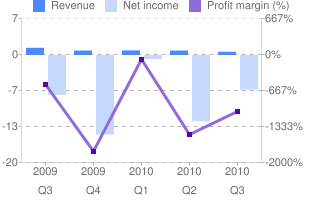 Revenue Net income Profit margin (%)
7 667%
0 0%
-7 -667%
-13 -1333%
-20 -2000%
2009 2009 2010 2010 2010
Q3 Q4 Q1 Q2 Q3